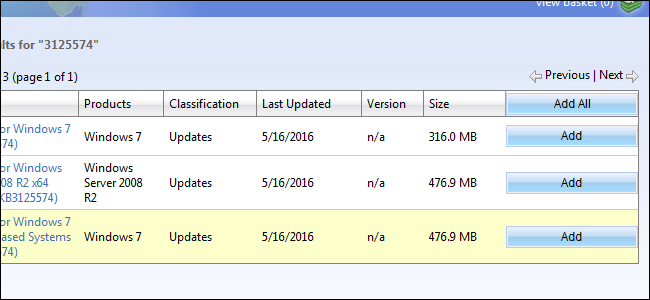 view basket (0)
ults for "3125574"
3 (page 1 of 1)
Previous | Next
Products Classification Last Updated Version Size Add All
or Windows 7
74)
Windows 7 Updates 5/16/2016 n/a 316.0 MB Add
or Windows
08 R2 x64
KB3125574)
Windows
Server 2008
R2
Updates 5/16/2016 n/a 476.9 MB Add
or Windows 7
ased Systems
74)
Windows 7 Updates 5/16/2016 n/a 476.9 MB Add